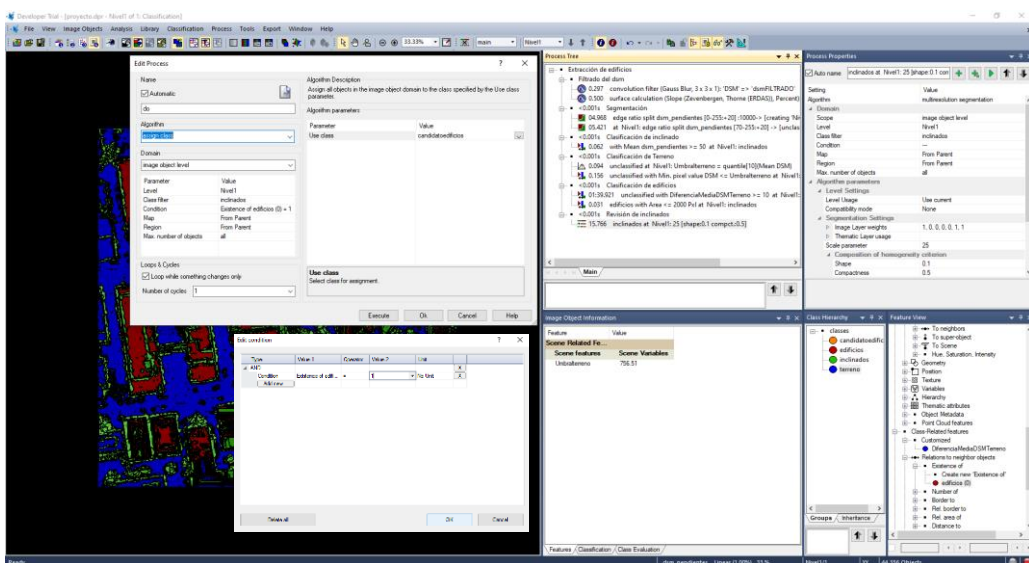 Developer Trial - [proyecto.dpr - Nivel1 of 1: Classification]
File View Image Objects Analysis Library Classification Process Tools Export Window Help
33.33%
main
Nivel1
Edit Process
? X
Name
Automatic
do
Algorithm
assign class
Domain
image object level
Parameter Value
Level Nivel1
Class filter inclinados
Condition Existence of edificios (0) = 1
Map From Parent
Region From Parent
Max. number of objects all
Loops & Cycles
Loop while something changes only
Number of cycles 1
Algorithm Description
Assign all objects in the image object domain to the class specified by the Use class parameter.
Algorithm parameters
Parameter Value
Use class candidatoedificios
Use class
Select class for assignment.
Execute Ok Cancel Help
Edit condition
? X
Type Value 1 Operator Value 2 Unit
AND
Condition Existence of edifi... = 1 No Unit
Add new
Delete all
OK
Cancel
Process Tree
Extracción de edificios
Filtrado del dsm
0.297 convolution filter (Gauss Blur, 3 x 3 x 1): 'DSM' => 'dsmFILTRADO'
0.500 surface calculation (Slope (Zevenbergen, Thorne (ERDAS)), Percent)
<0.001s Segmentación
04.968 edge ratio split dsm_pendientes [0-255:+20] :10000-> [creating 'Ni
05.421 at Nivel1: edge ratio split dsm_pendientes [70-255:+20] -> [unclas
<0.001s Clasificación de inclinado
0.062 with Mean dsm_pendientes >= 50 at Nivel1: inclinados
<0.001s Clasificación de Terreno
0.094 unclassified at Nivel1: Umbralterreno = quantile[10](Mean DSM)
0.156 unclassified with Min. pixel value DSM <= Umbralterreno at Nivel1
<0.001s Clasificación de edificios
01:39.921 unclassified with DiferenciaMediaDSMTerreno >= 10 at Nivel1:
0.031 edificios with Area <= 2000 Pxl at Nivel1: inclinados
<0.001s Revisión de inclinados
15.766 inclinados at Nivel1: 25 [shape:0.1 compct.:0.5]
Main
Process Properties
Auto name inclinados at Nivel1: 25 [shape:0.1 con
Setting Value
Algorithm multiresolution segmentation
Domain
Scope image object level
Level Nivel1
Class filter inclinados
Condition ---
Map From Parent
Region From Parent
Max. number of objects all
Algorithm parameters
Level Settings
Level Usage Use current
Compatibility mode None
Segmentation Settings
Image Layer weights 1, 0, 0, 0, 1, 1
Thematic Layer usage
Scale parameter 25
Composition of homogeneity criterion
Shape 0.1
Compactness 0.5
Image Object Information
Feature Value
Scene Related Fe...
Scene features Scene Variables
Umbralterreno 756.51
Features Classification Class Evaluation
Class Hierarchy
classes
candidatoedific
edificios
inclinados
terreno
Groups Inheritance
Feature View
To neighbors
To super-object
To Scene
Hue, Saturation, Intensity
Geometry
Position
Texture
Variables
Hierarchy
Thematic attributes
Object Metadata
Point Cloud features
Class-Related features
Customized
DiferenciaMediaDSMTerreno
Relations to neighbor objects
Existence of
Create new 'Existence of'
edificios (0)
Number of
Border to
Rel. border to
Rel. area of
Distance to
Ready
dsm_pendientes Linear (1.00%) 33 %
Nivel1/1
XY